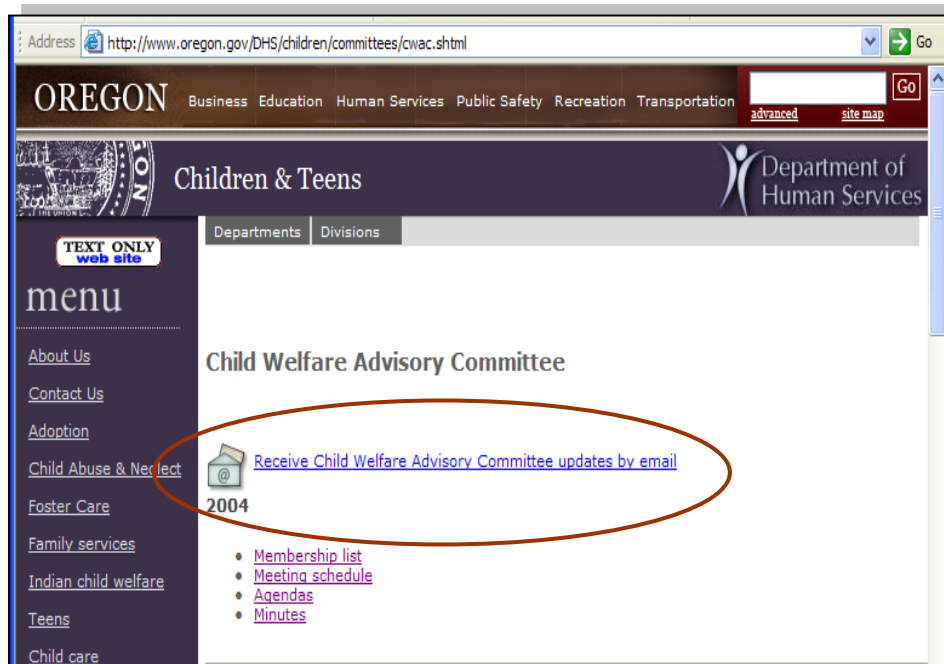 Address http://www.oregon.gov/DHS/children/committees/cwac.shtml Go
OREGON Business Education Human Services Public Safety Recreation Transportation Go
advanced site map
Children & Teens
Department of
Human Services
Departments Divisions
TEXT ONLY
web site
menu
About Us
Contact Us
Adoption
Child Abuse & Neglect
Foster Care
Family services
Indian child welfare
Teens
Child care
Child Welfare Advisory Committee
@
Receive Child Welfare Advisory Committee updates by email
2004
Membership list
Meeting schedule
Agendas
Minutes